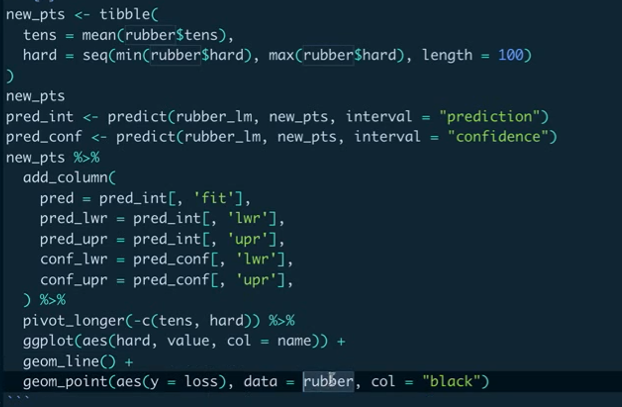 new_pts <- tibble(
  tens = mean(rubber$tens),
  hard = seq(min(rubber$hard), max(rubber$hard), length = 100)
)
new_pts
pred_int <- predict(rubber_lm, new_pts, interval = "prediction")
pred_conf <- predict(rubber_lm, new_pts, interval = "confidence")
new_pts %>%
  add_column(
    pred = pred_int[, 'fit'],
    pred_lwr = pred_int[, 'lwr'],
    pred_upr = pred_int[, 'upr'],
    conf_lwr = pred_conf[, 'lwr'],
    conf_upr = pred_conf[, 'upr'],
  ) %>%
  pivot_longer(-c(tens, hard)) %>%
  ggplot(aes(hard, value, col = name)) +
  geom_line() +
  geom_point(aes(y = loss), data = rubber, col = "black")
```